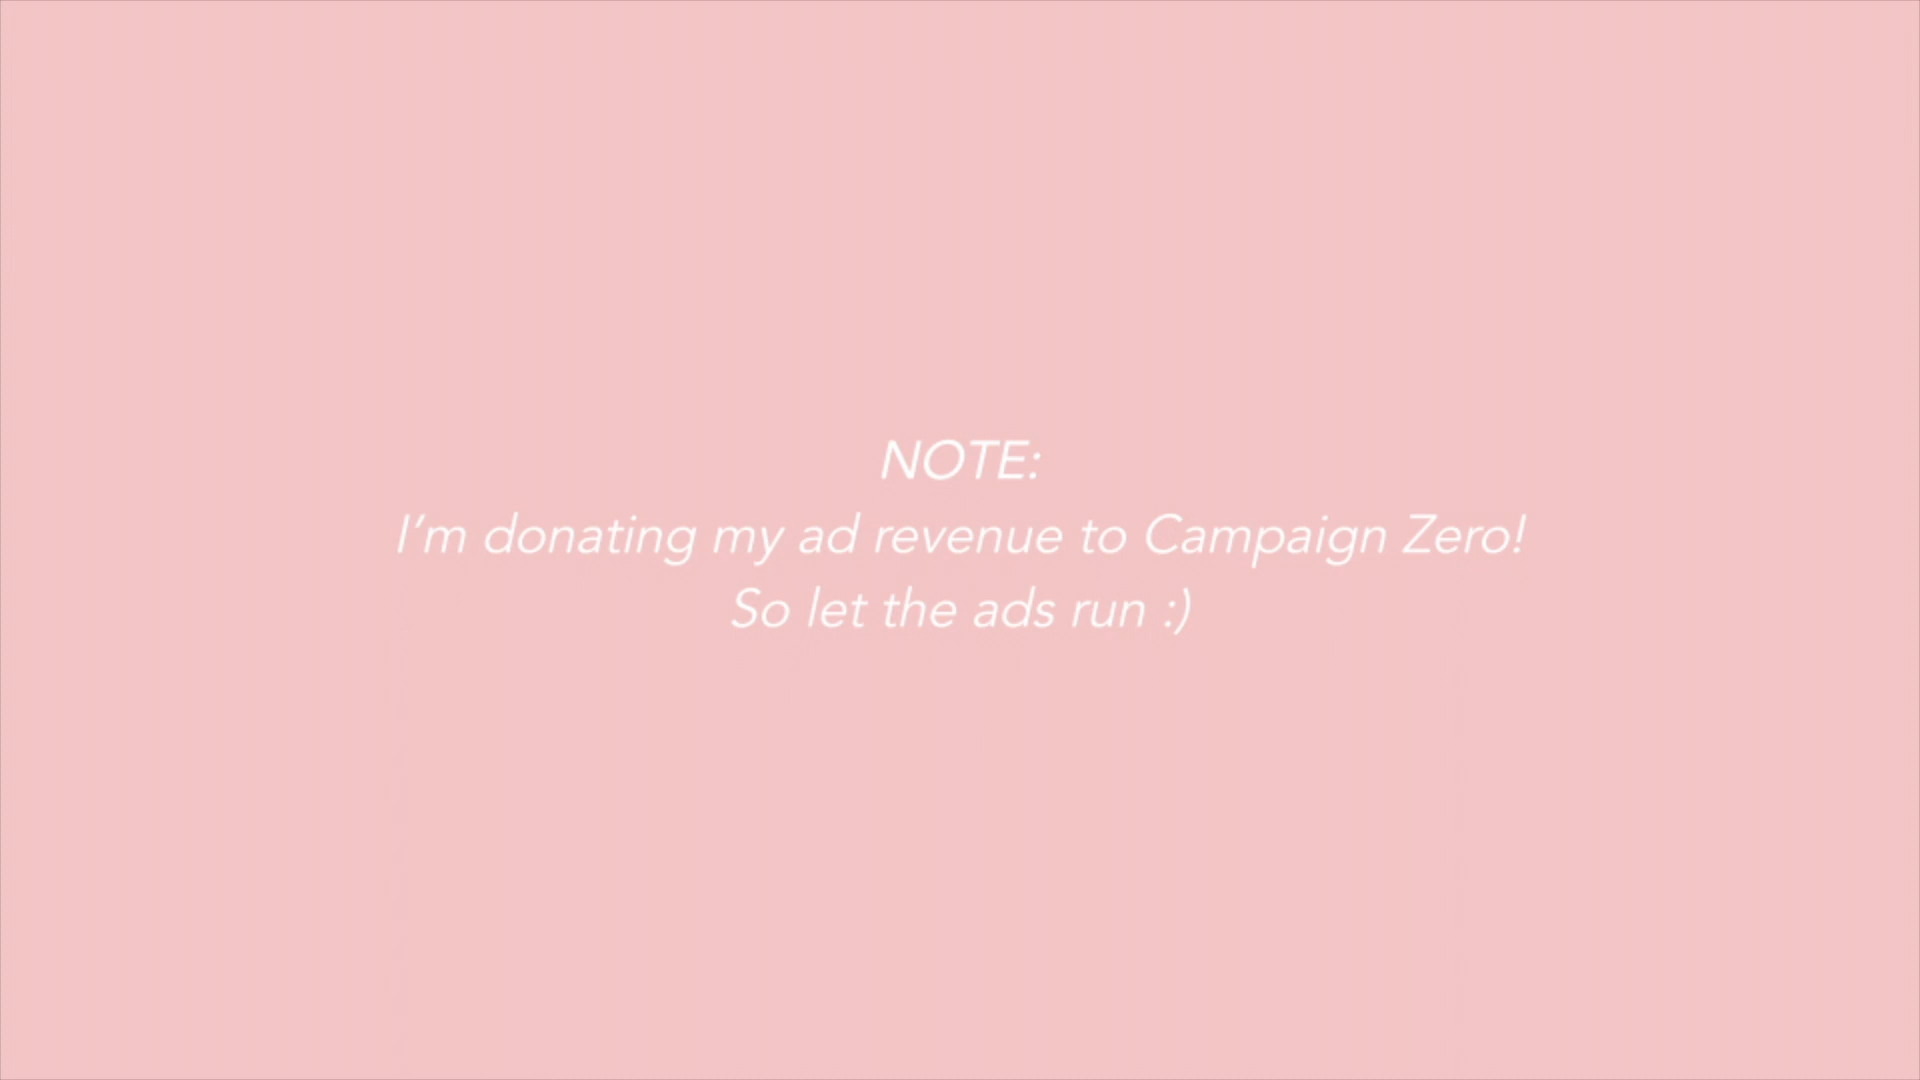 NOTE:
I’m donating my ad revenue to Campaign Zero!
So let the ads run :)